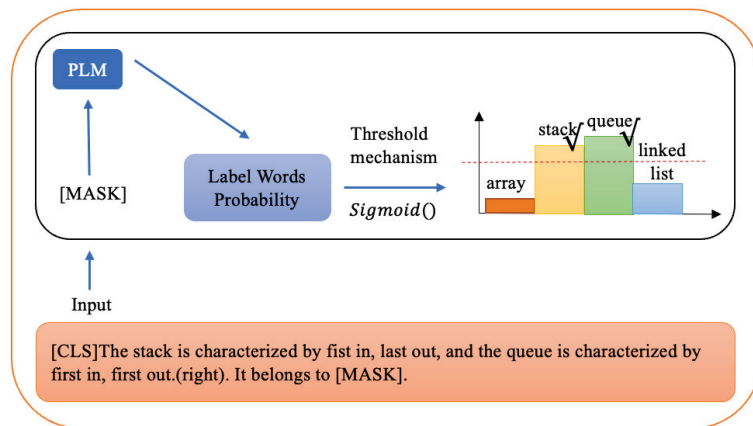 PLM
Threshold
mechanism
[MASK]
Label Words
Probability
Sigmoid()
array
stack√
queue√
linked
list
Input
[CLS]The stack is characterized by fist in, last out, and the queue is characterized by
first in, first out.(right). It belongs to [MASK].